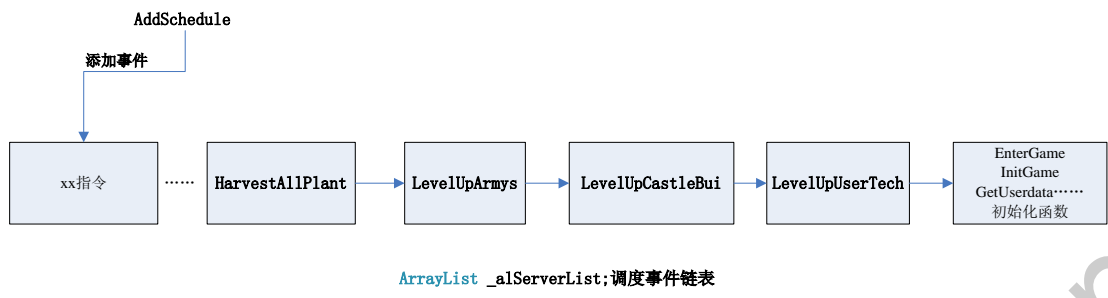 AddSchedule
添加事件
xx指令
……
HarvestAllPlant
LevelUpArmys
LevelUpCastleBui
LevelUpUserTech
EnterGame
InitGame
GetUserdata……
初始化函数
ArrayList _alServerList;调度事件链表